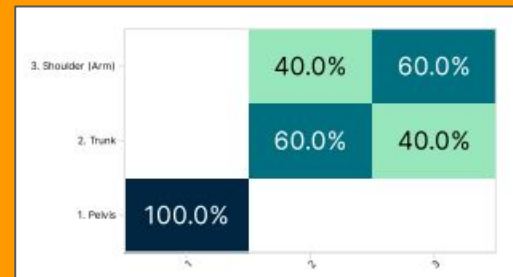 3. Shoulder (Arm) 40.0% 60.0%
2. Trunk 60.0% 40.0%
1. Pelvis 100.0%
1 2 3